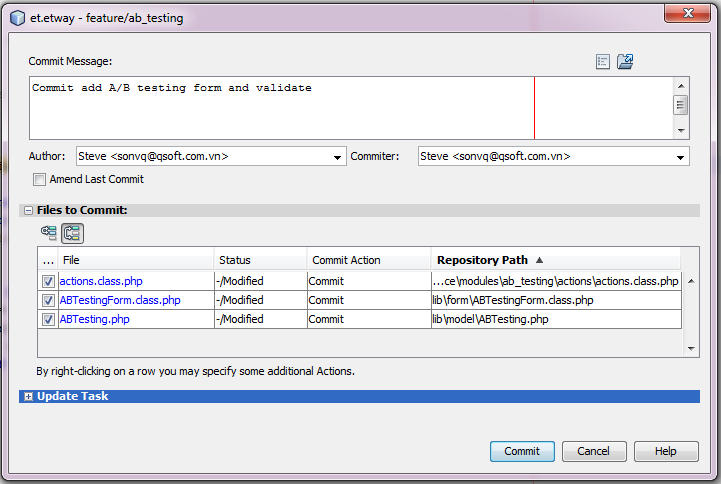 et.etway - feature/ab_testing
Commit Message:
Commit add A/B testing form and validate
Author: Steve <sonvq@qsoft.com.vn> Commiter: Steve <sonvq@qsoft.com.vn>
Amend Last Commit
Files to Commit:
... File Status Commit Action Repository Path
actions.class.php -/Modified Commit ...ce\modules\ab_testing\actions\actions.class.php
ABTestingForm.class.php -/Modified Commit lib\form\ABTestingForm.class.php
ABTesting.php -/Modified Commit lib\model\ABTesting.php
By right-clicking on a row you may specify some additional Actions.
Update Task
Commit Cancel Help